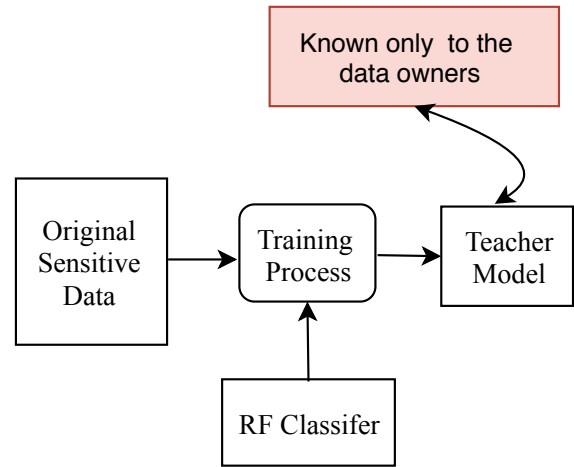 Known only to the
data owners
Original
Sensitive
Data
Training
Process
Teacher
Model
RF Classifer